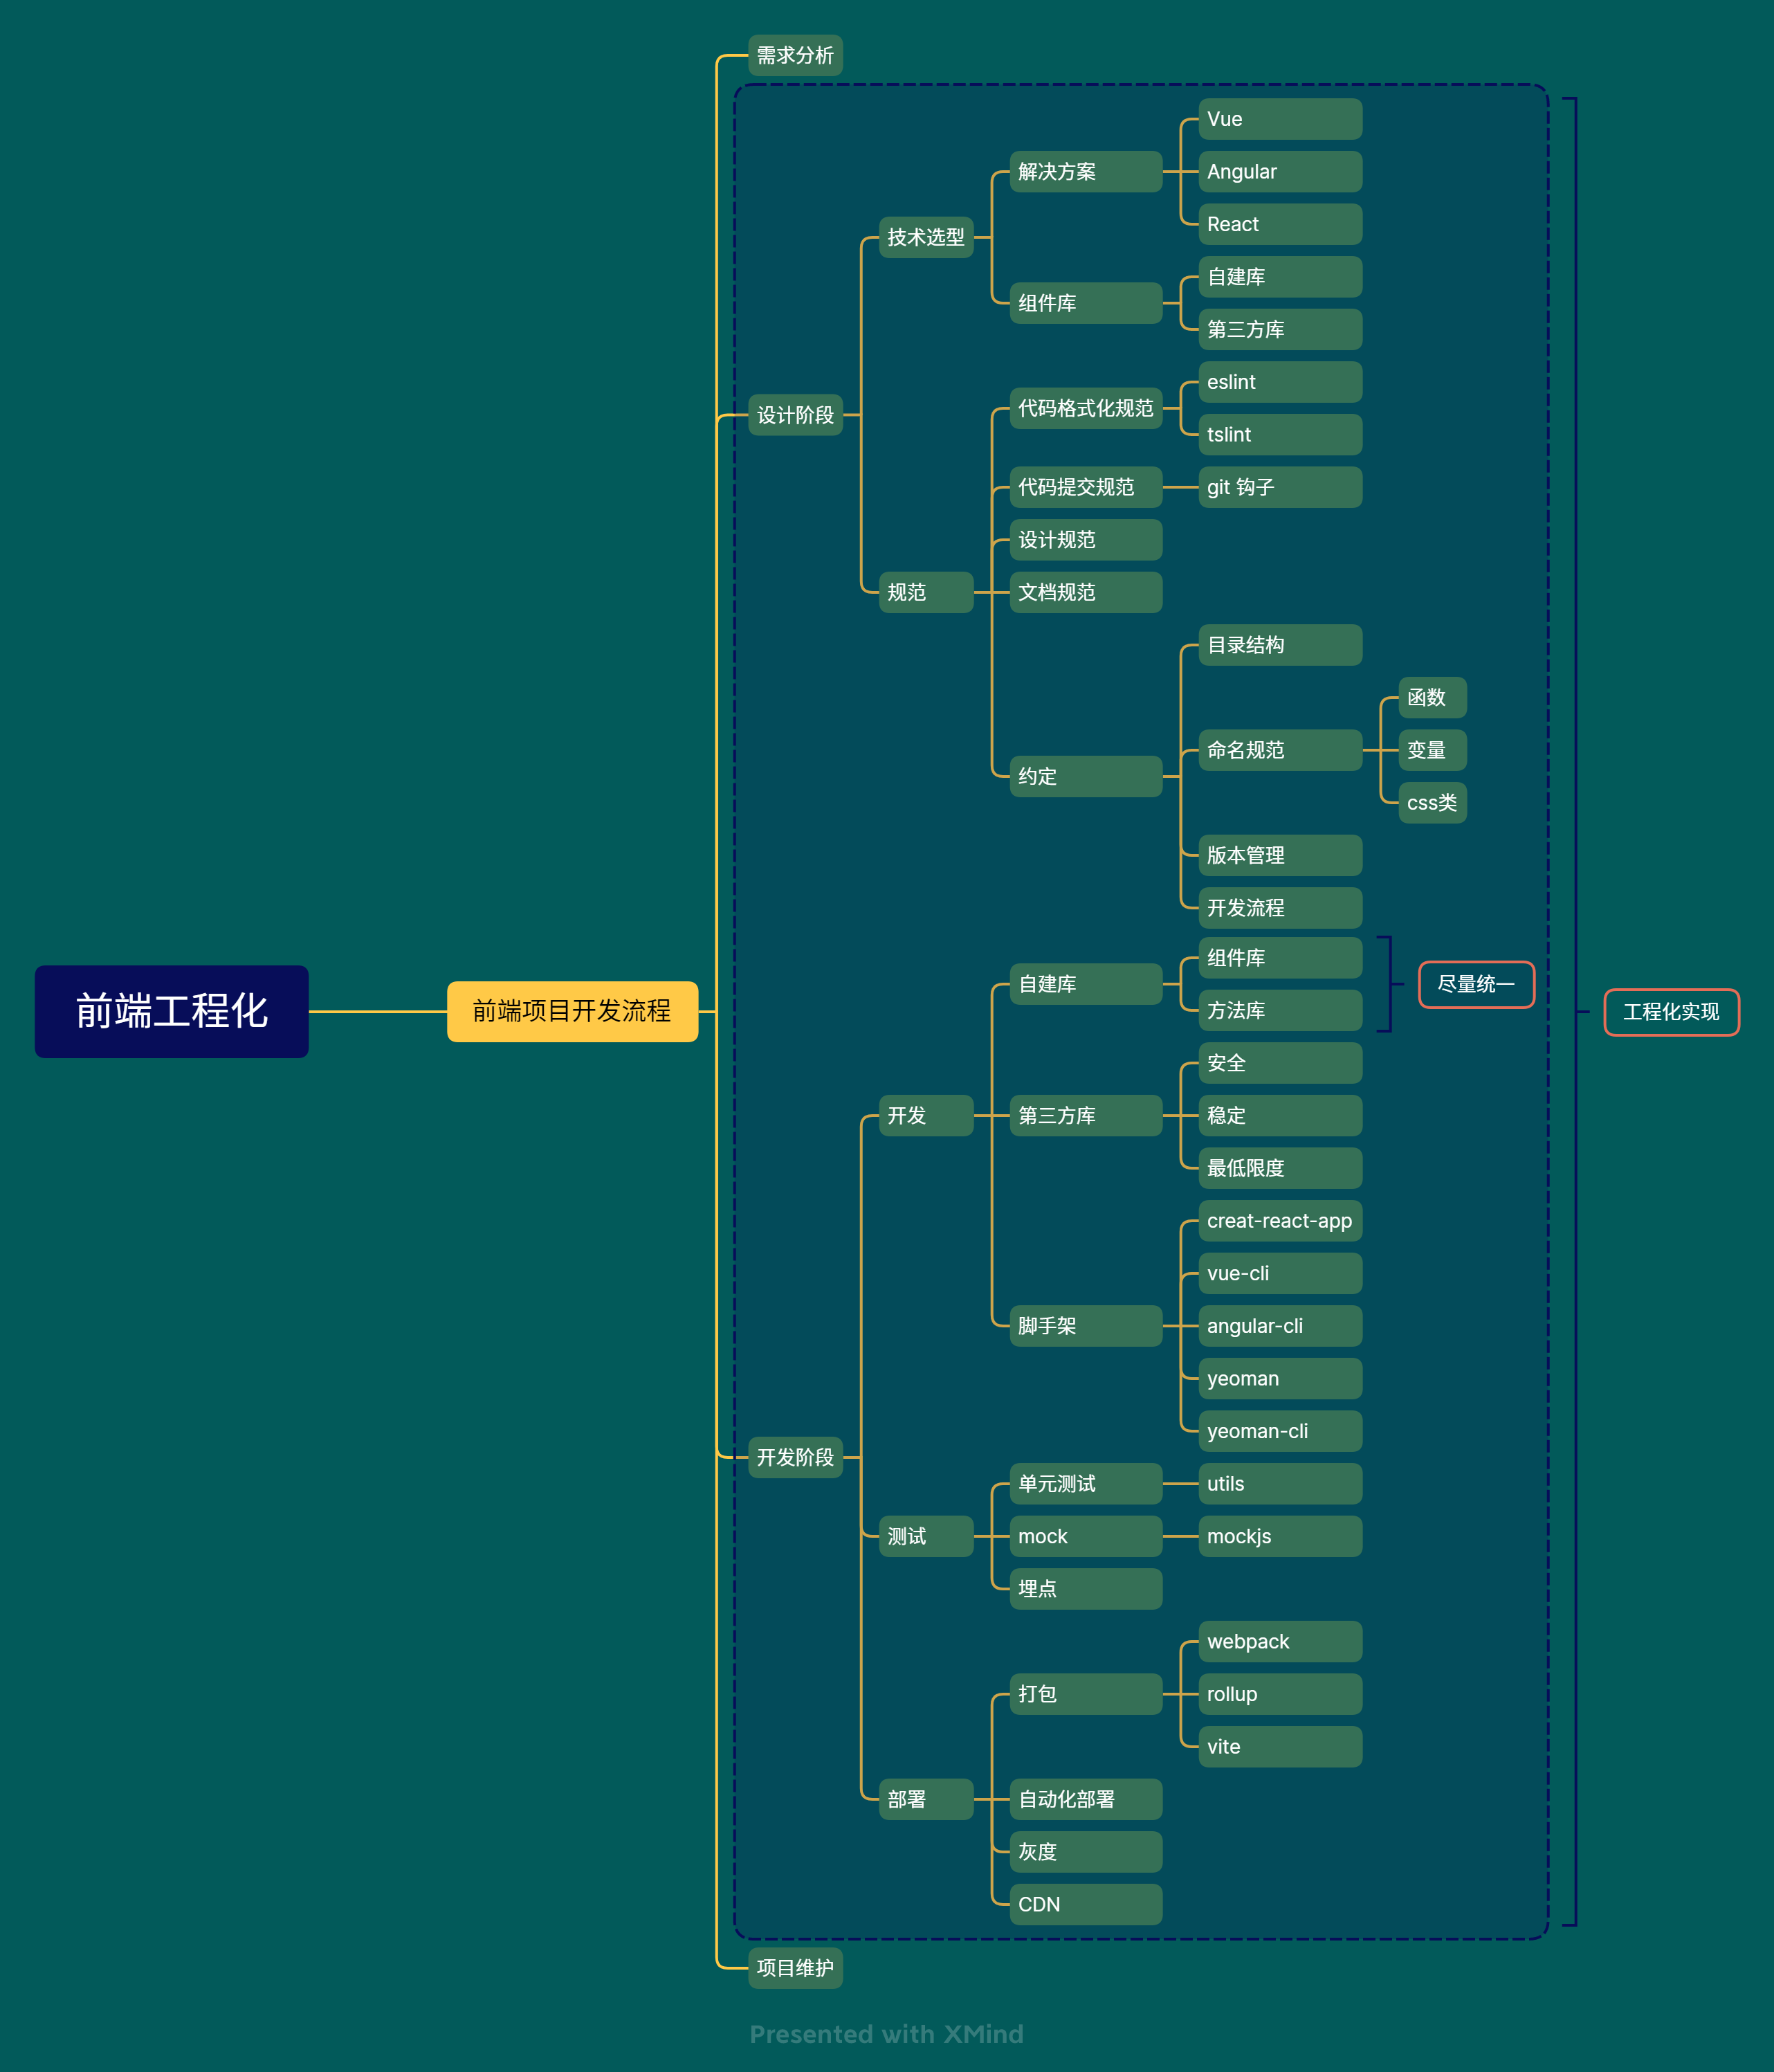 前端工程化
前端项目开发流程
需求分析
设计阶段
技术选型
解决方案
Vue
Angular
React
组件库
自建库
第三方库
规范
代码格式化规范
eslint
tslint
代码提交规范
git 钩子
设计规范
文档规范
约定
目录结构
命名规范
函数
变量
css类
版本管理
开发流程
开发阶段
开发
自建库
组件库
方法库
尽量统一
第三方库
安全
稳定
最低限度
脚手架
creat-react-app
vue-cli
angular-cli
yeoman
yeoman-cli
测试
单元测试
utils
mock
mockjs
埋点
部署
打包
webpack
rollup
vite
自动化部署
灰度
CDN
工程化实现
项目维护
Presented with XMind